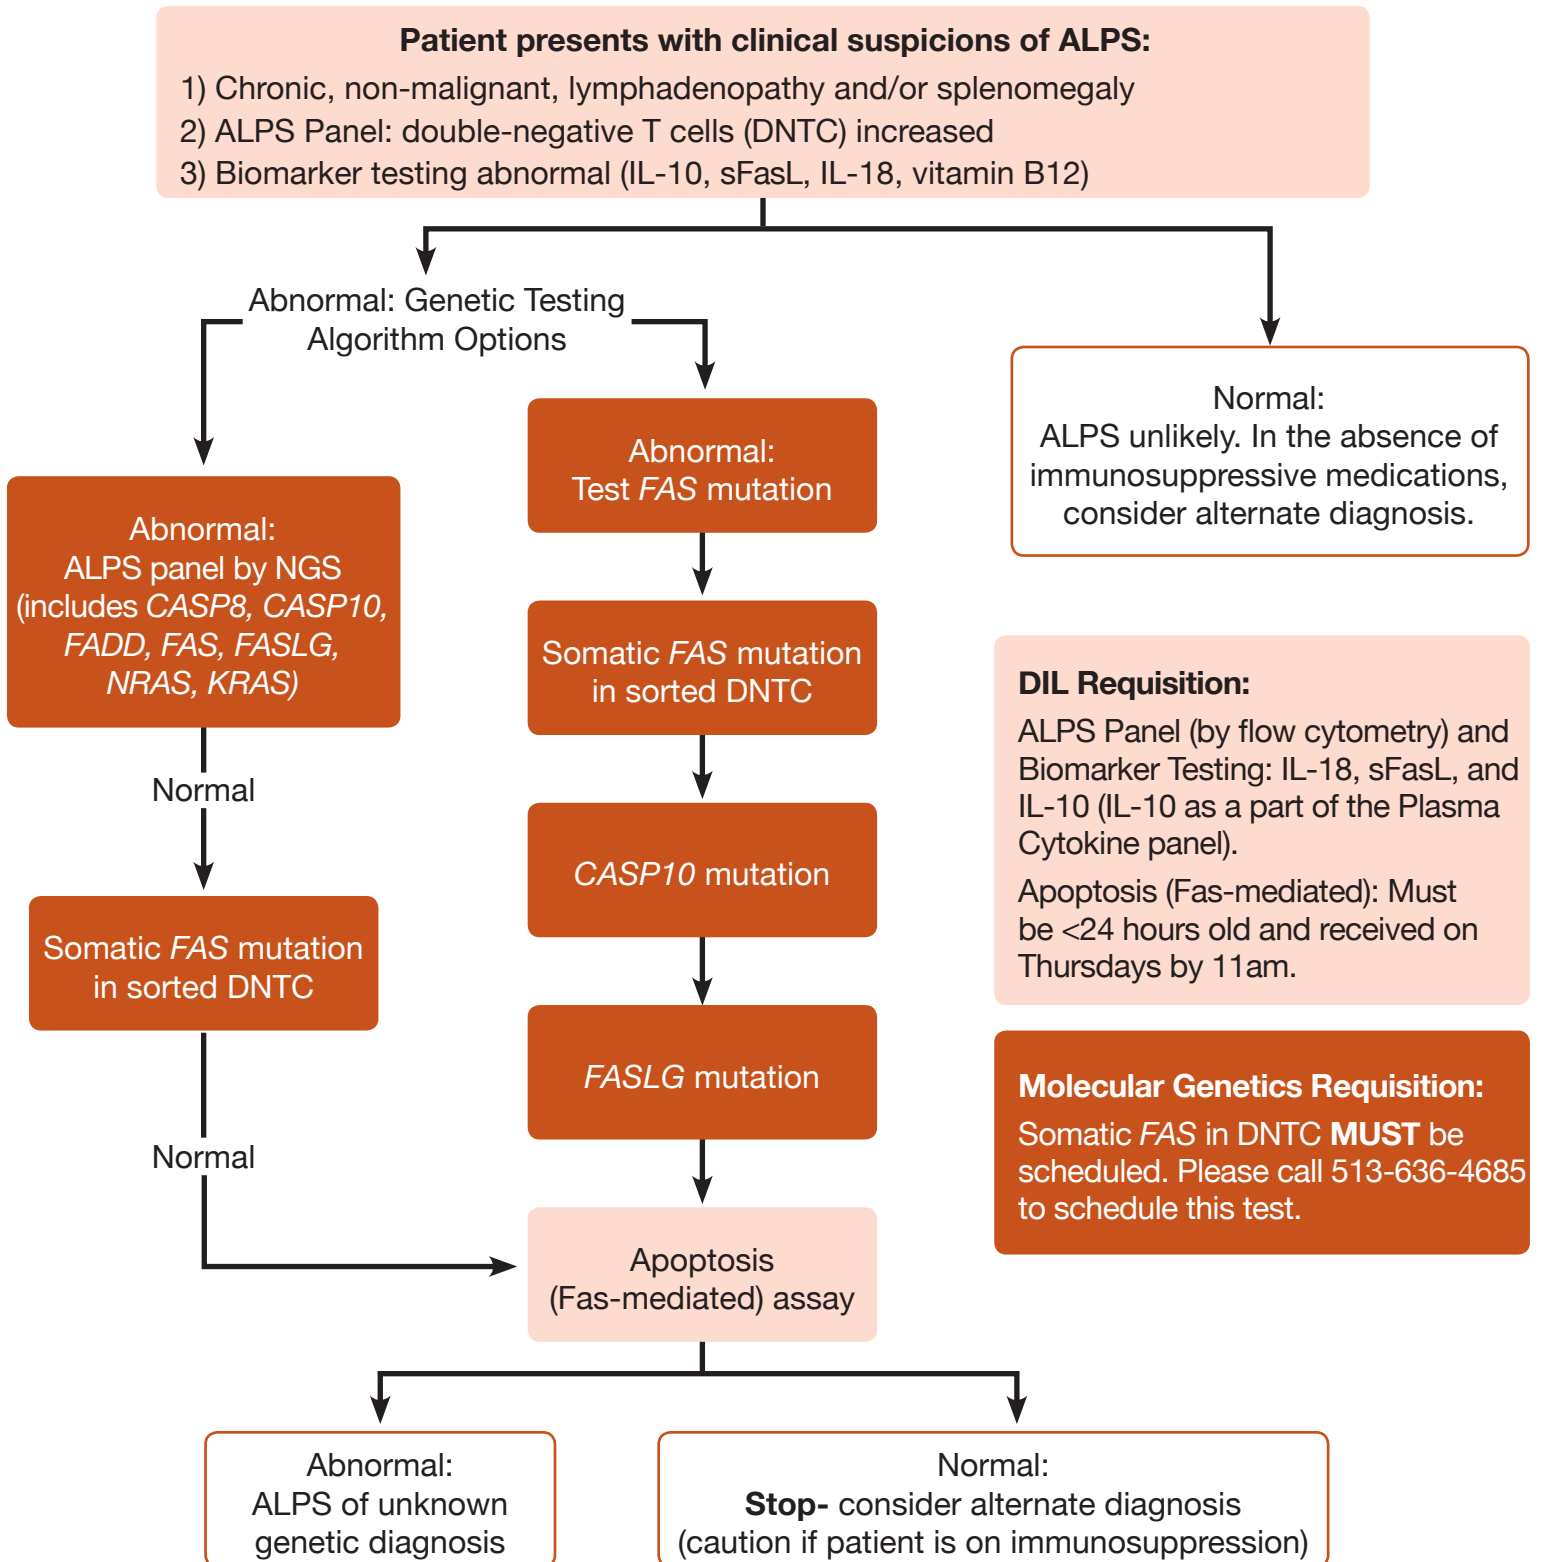 Patient presents with clinical suspicions of ALPS:
1) Chronic, non-malignant, lymphadenopathy and/or splenomegaly
2) ALPS Panel: double-negative T cells (DNTC) increased
3) Biomarker testing abnormal (IL-10, sFasL, IL-18, vitamin B12)
Abnormal: Genetic Testing
Algorithm Options
Normal:
ALPS unlikely. In the absence of
immunosuppressive medications,
consider alternate diagnosis.
Abnormal:
ALPS panel by NGS
(includes CASP8, CASP10,
FADD, FAS, FASLG,
NRAS, KRAS)
Normal
Somatic FAS mutation
in sorted DNTC
Normal
Abnormal:
Test FAS mutation
Somatic FAS mutation
in sorted DNTC
CASP10 mutation
FASLG mutation
Apoptosis
(Fas-mediated) assay
DIL Requisition:
ALPS Panel (by flow cytometry) and
Biomarker Testing: IL-18, sFasL, and
IL-10 (IL-10 as a part of the Plasma
Cytokine panel).
Apoptosis (Fas-mediated): Must
be <24 hours old and received on
Thursdays by 11am.
Molecular Genetics Requisition:
Somatic FAS in DNTC MUST be
scheduled. Please call 513-636-4685
to schedule this test.
Abnormal:
ALPS of unknown
genetic diagnosis
Normal:
Stop- consider alternate diagnosis
(caution if patient is on immunosuppression)